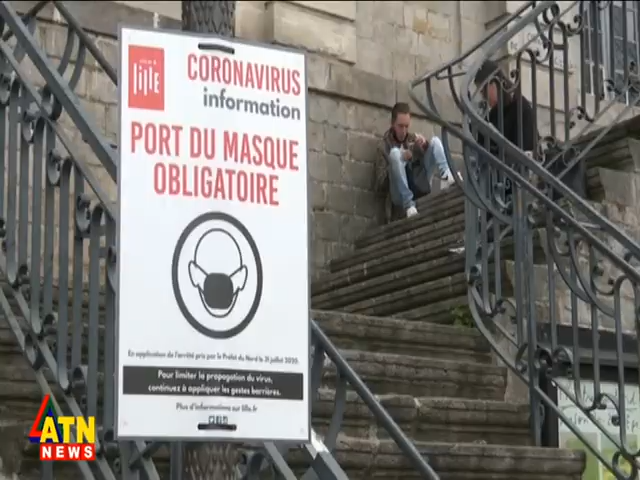 lille
CORONAVIRUS
information
PORT DU MASQUE
OBLIGATOIRE
En application de l'arrêté pris par le Préfet du Nord le 31 juillet 2020.
Pour limiter la propagation du virus,
continuez à appliquer les gestes barrières.
Plus d'informations sur lille.fr
ATN
NEWS